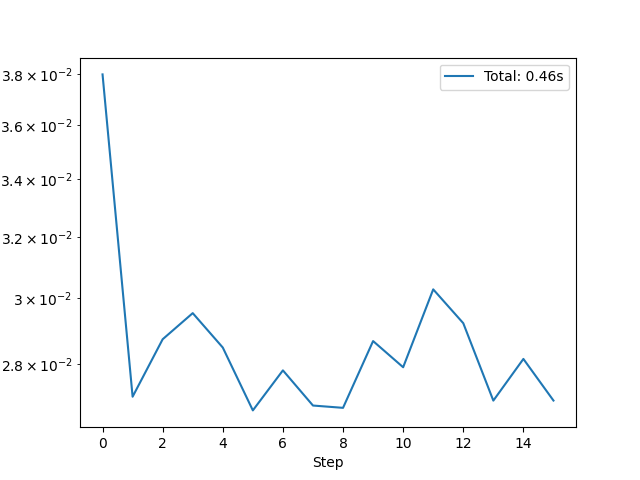 Total: 0.46s
3.8 × 10⁻²
3.6 × 10⁻²
3.4 × 10⁻²
3.2 × 10⁻²
3 × 10⁻²
2.8 × 10⁻²
0 2 4 6 8 10 12 14
Step